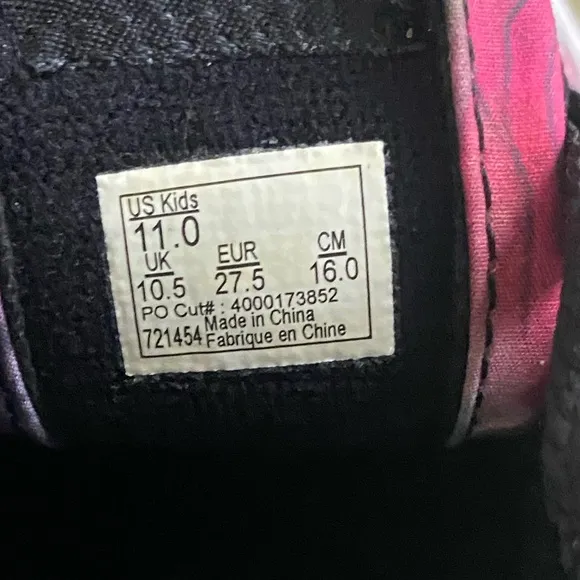 US Kids
11.0
UK EUR CM
10.5 27.5 16.0
PO Cut# : 4000173852
Made in China
721454 Fabrique en Chine